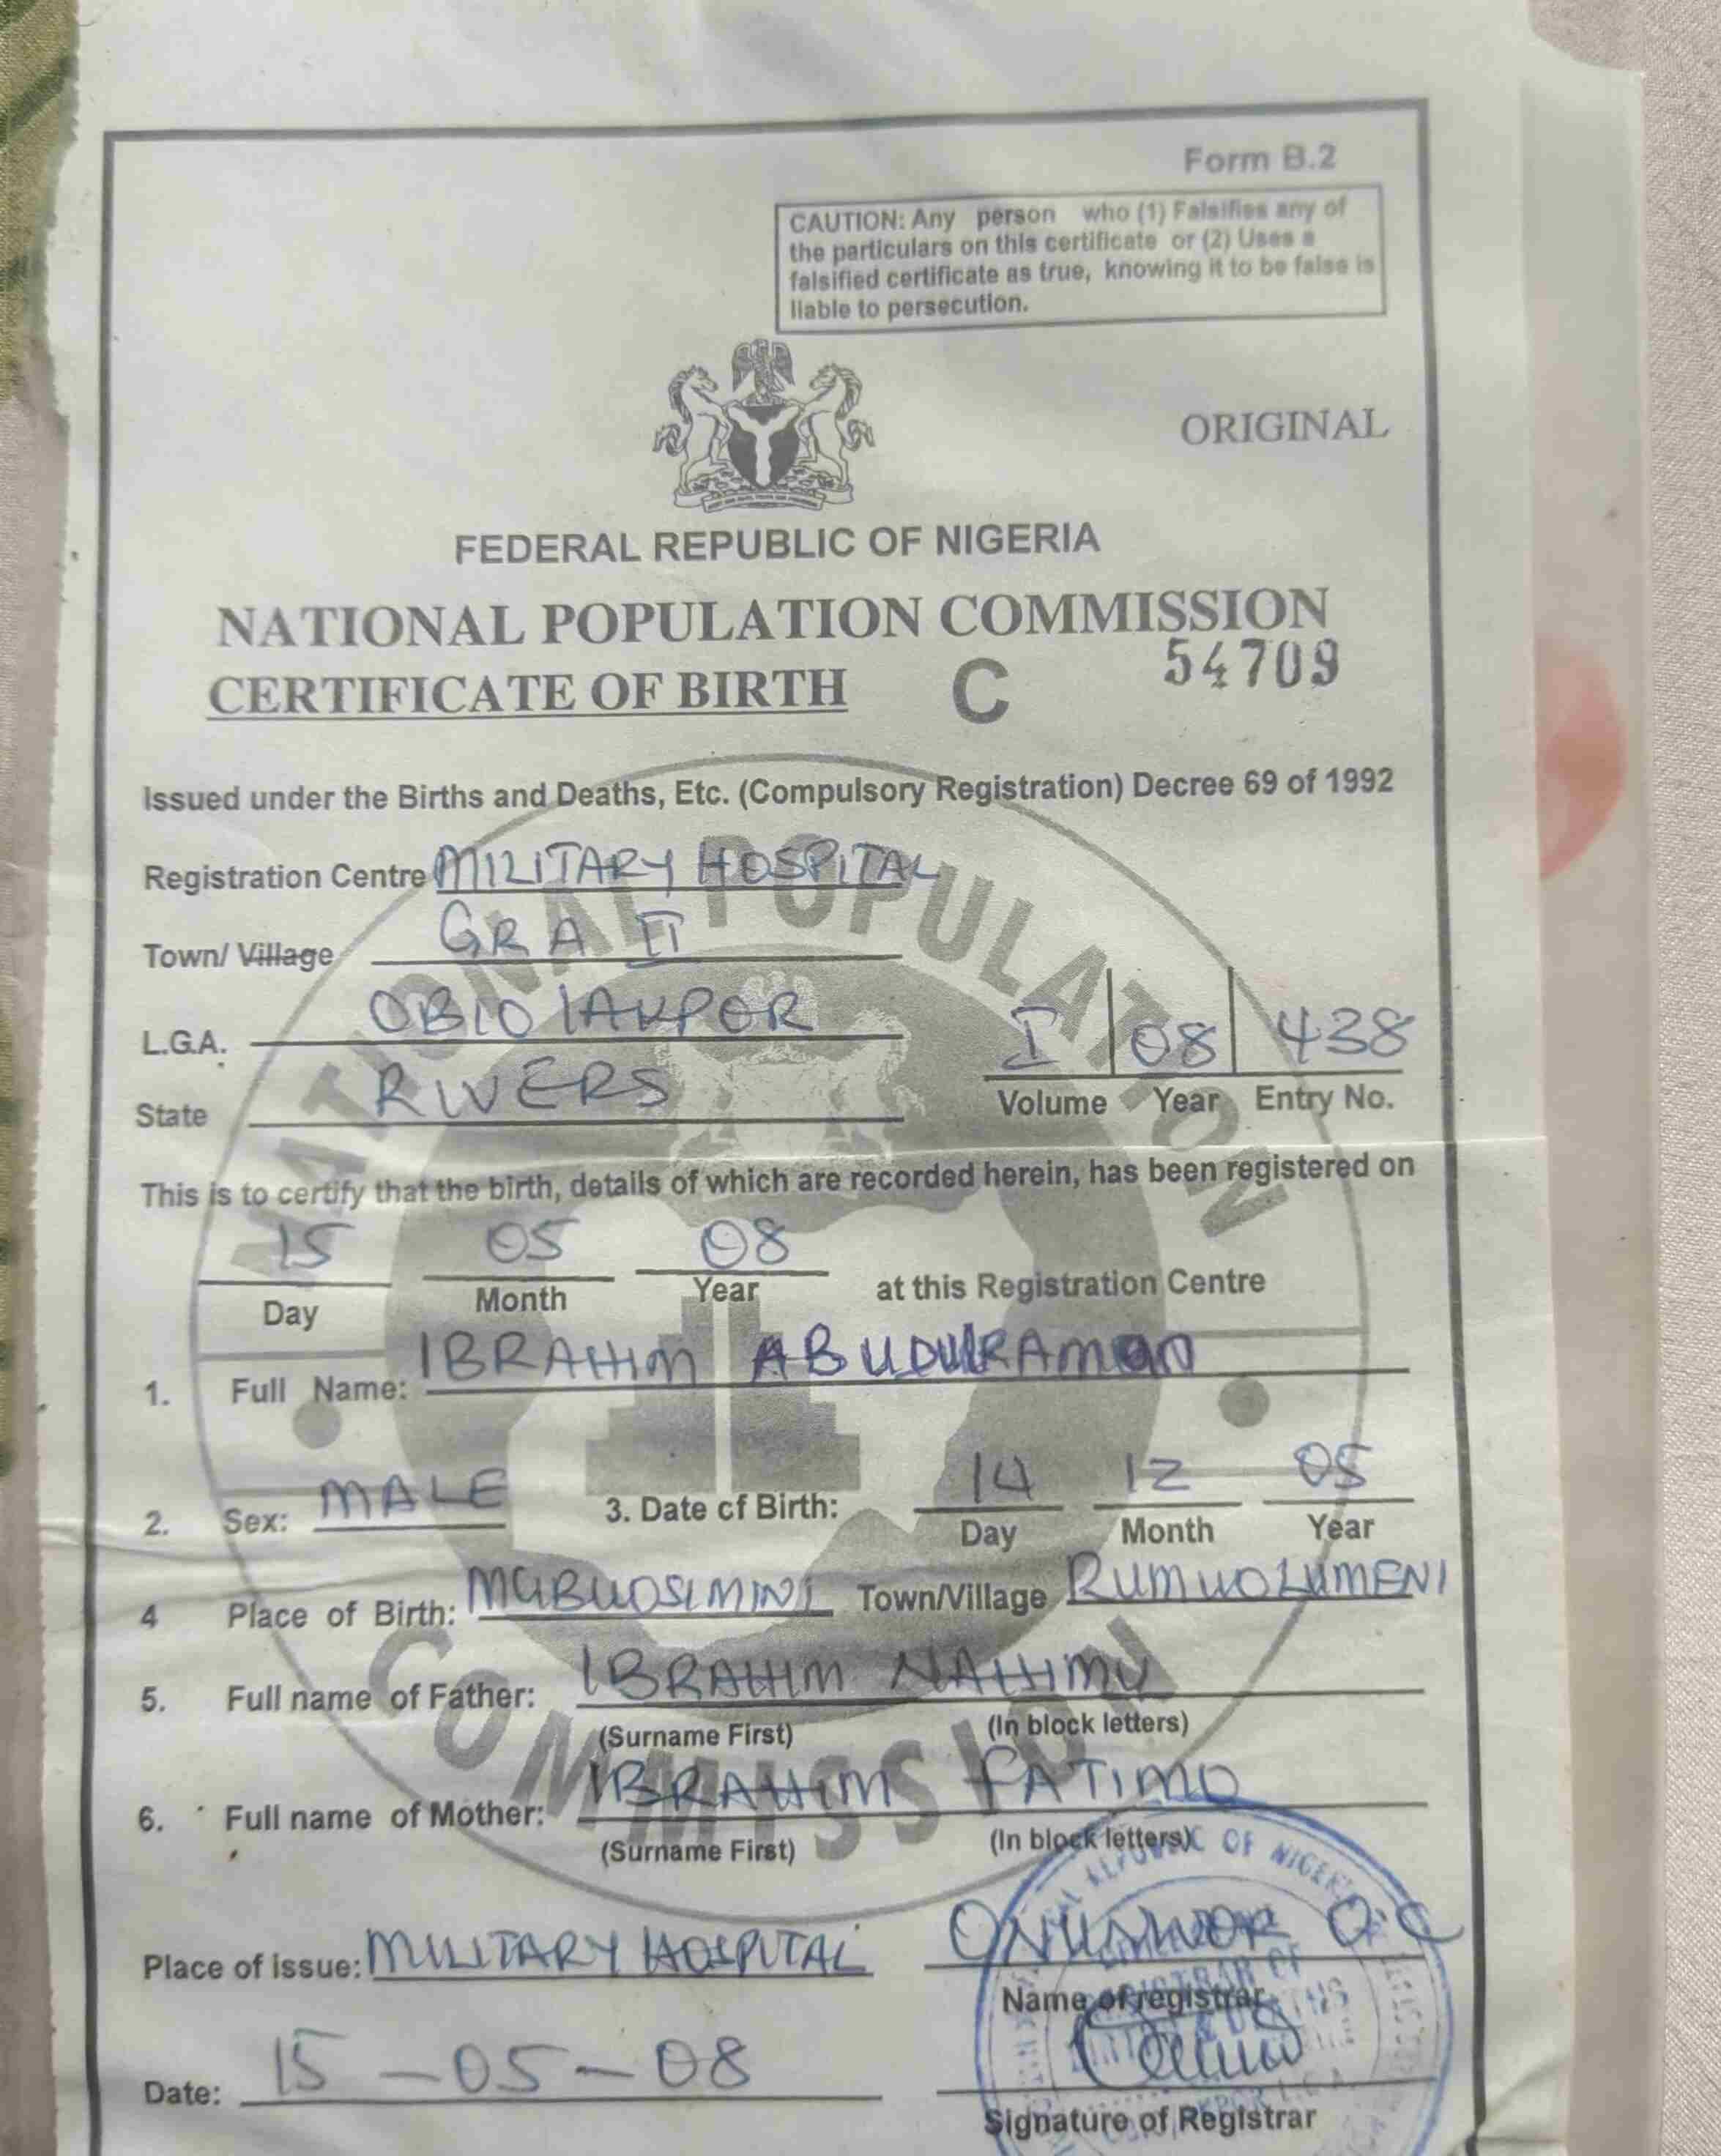 Form B.2
CAUTION: Any person who (1) Falsifies any of
the particulars on this certificate or (2) Uses a
falsified certificate as true, knowing it to be false is
liable to persecution.
ORIGINAL
FEDERAL REPUBLIC OF NIGERIA
NATIONAL POPULATION COMMISSION
54709
CERTIFICATE OF BIRTH C
Issued under the Births and Deaths, Etc. (Compulsory Registration) Decree 69 of 1992
Registration Centre MILITARY HOSPITAL
Town/ Village GRA II
L.G.A. OBIO /AKPOR
I 08 438
State RIVERS
Volume Year Entry No.
This is to certify that the birth, details of which are recorded herein, has been registered on
15 05 08
Day Month Year at this Registration Centre
1. Full Name: IBRAHIM ABUDULRAMAN
2. Sex: MALE 3. Date cf Birth: 14 12 05
Day Month Year
4 Place of Birth: MGBUOSIMINI Town/Village RUMUOLUMENI
5. Full name of Father: IBRAHIM NAHIMU
(Surname First) (In block letters)
6. Full name of Mother: IBRAHIM FATIMO
(Surname First) (In block letters)
NATIONAL POPULATION COMMISSION
Place of issue: MILITARY HOSPITAL
Name of registrar
Date: 15-05-08
Signature of Registrar